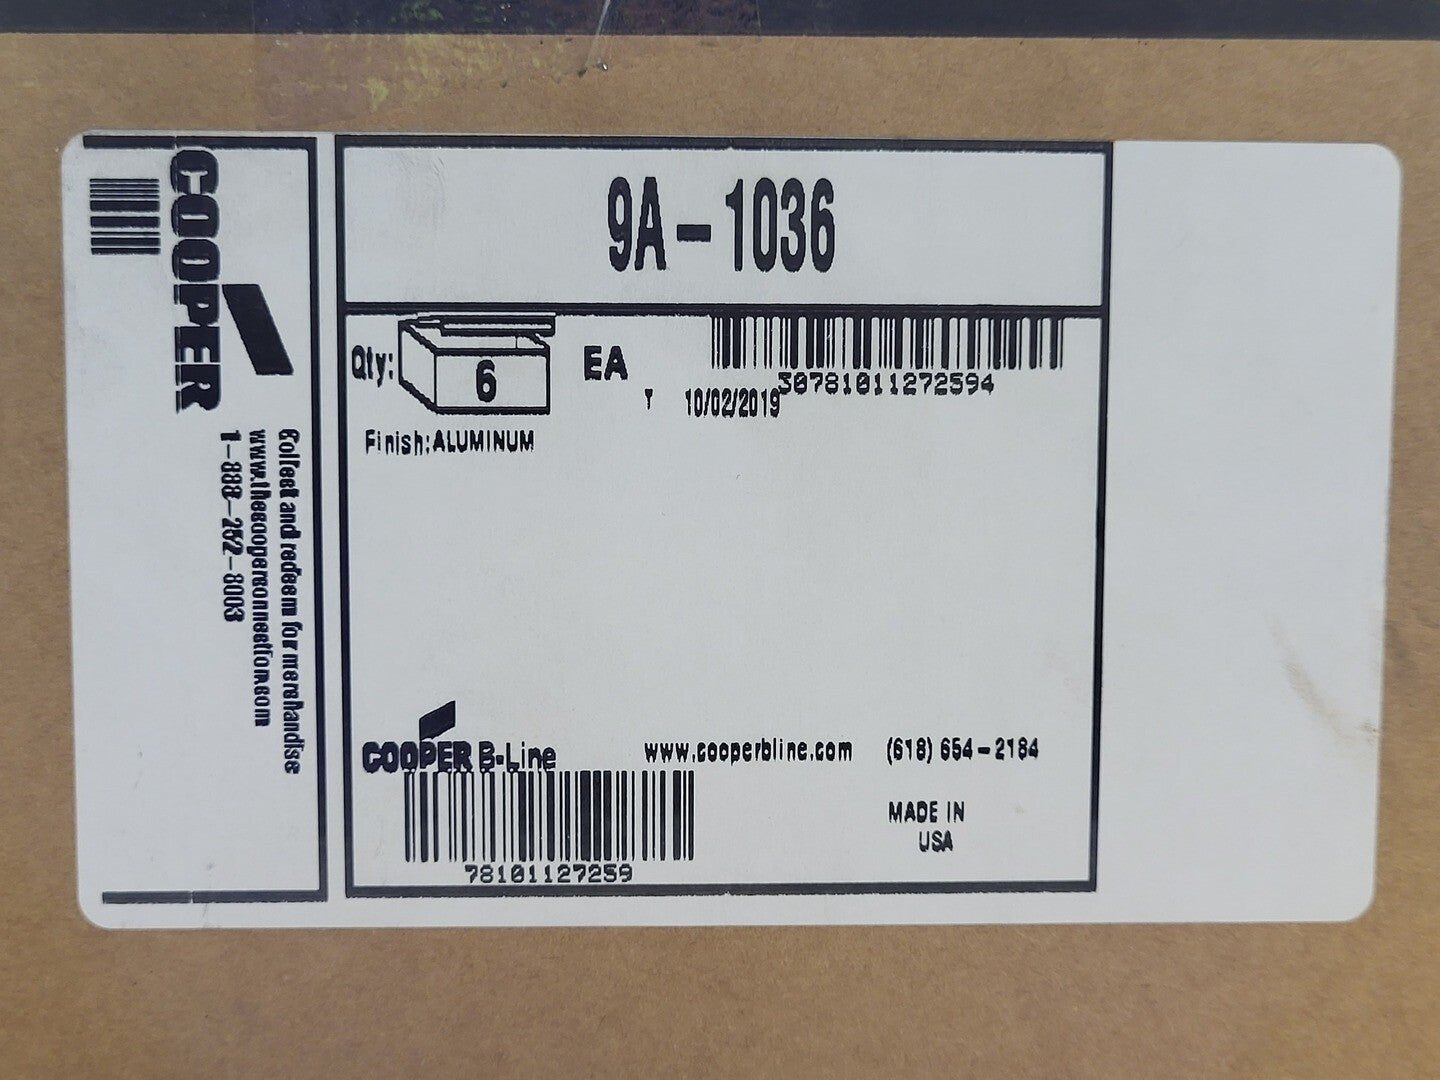 COOPER
Collect and redeem for merchandise
www.thecooperconnection.com
1-888-282-8003
9A-1036
Qty: 6 EA
30781011272594
T 10/02/2019
Finish:ALUMINUM
COOPER B-Line
www.cooperbline.com (618) 654-2184
MADE IN
USA
78101127259